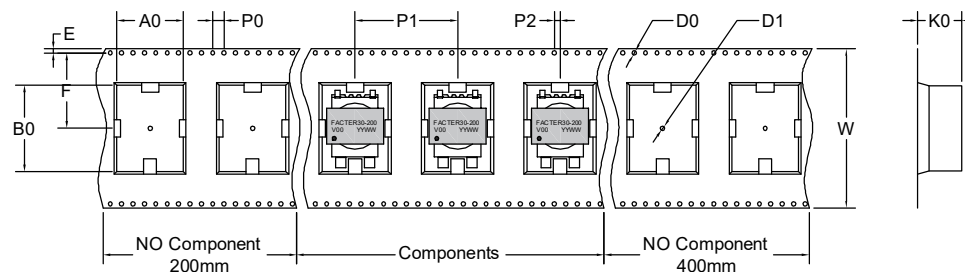 A0 P0 P1 P2 D0 D1 K0
E
F
B0
W
FACTER30-200
V00 YYWW
FACTER30-200
V00 YYWW
FACTER30-200
V00 YYWW
NO Component
200mm
Components
NO Component
400mm